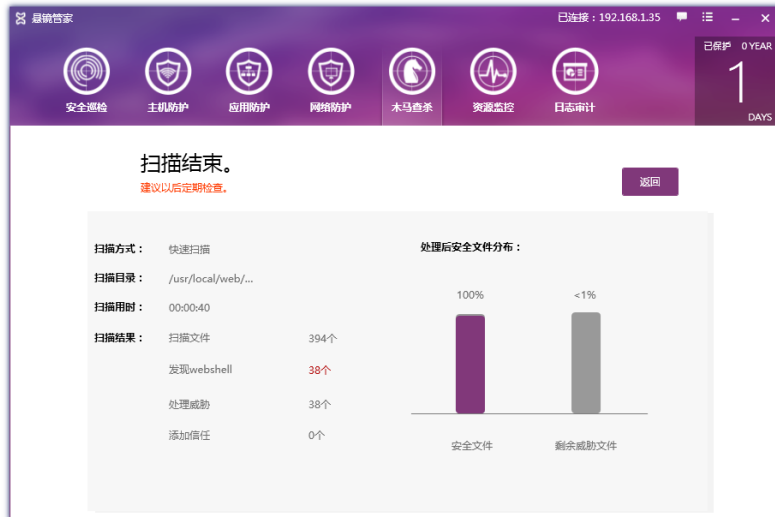 悬镜管家
已连接：192.168.1.35
已保护 0 YEAR
1
DAYS
安全巡检
主机防护
应用防护
网络防护
木马查杀
资源监控
日志审计
扫描结束。
建议以后定期检查。
返回
扫描方式： 快速扫描
扫描目录： /usr/local/web/...
扫描用时： 00:00:40
扫描结果： 扫描文件 394个
发现webshell 38个
处理威胁 38个
添加信任 0个
处理后安全文件分布：
100% <1%
安全文件 剩余威胁文件